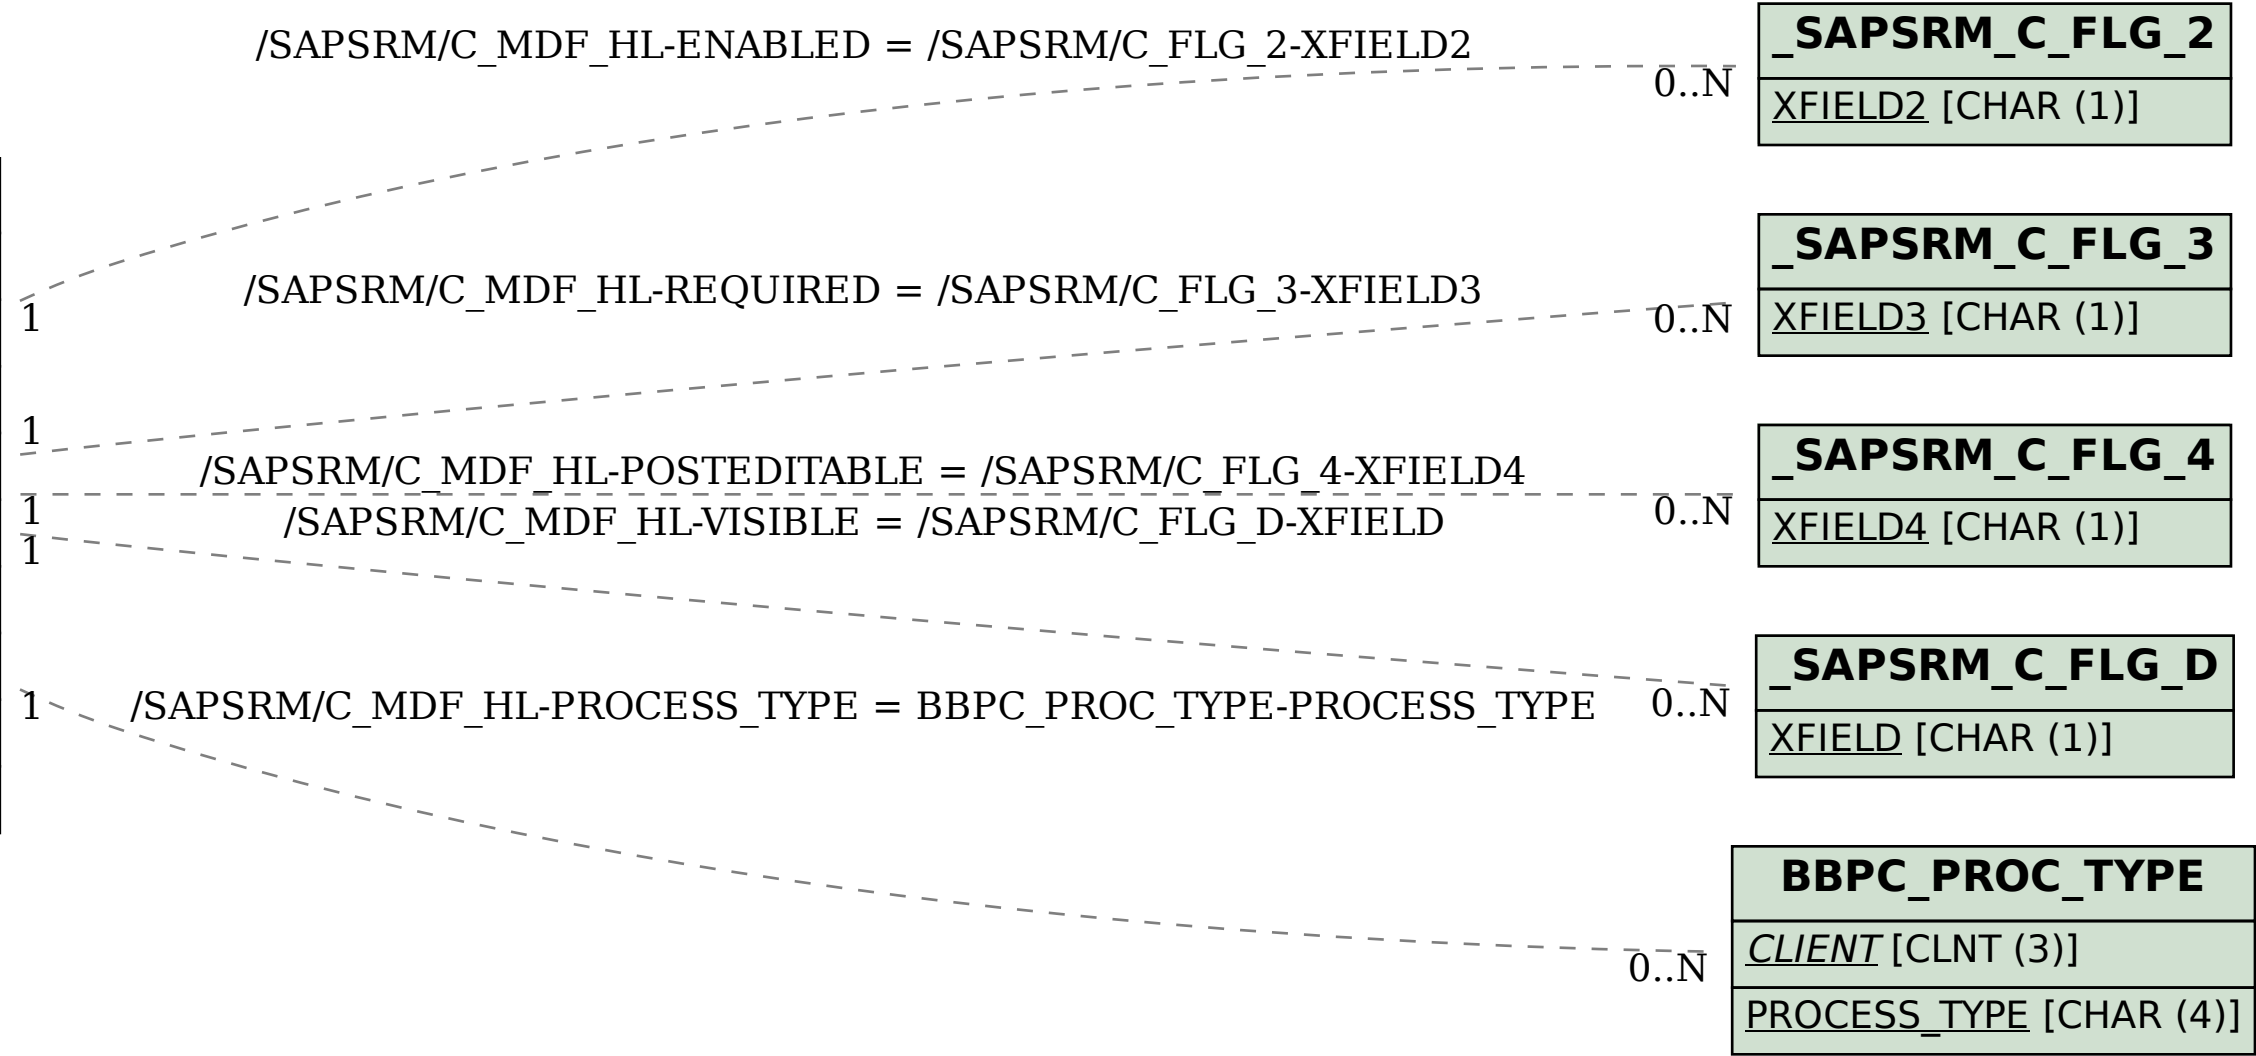 /SAPSRM/C_MDF_HL-ENABLED = /SAPSRM/C_FLG_2-XFIELD2
0..N
1
_SAPSRM_C_FLG_2
XFIELD2 [CHAR (1)]
/SAPSRM/C_MDF_HL-REQUIRED = /SAPSRM/C_FLG_3-XFIELD3
0..N
1
_SAPSRM_C_FLG_3
XFIELD3 [CHAR (1)]
/SAPSRM/C_MDF_HL-POSTEDITABLE = /SAPSRM/C_FLG_4-XFIELD4
0..N
1
_SAPSRM_C_FLG_4
XFIELD4 [CHAR (1)]
/SAPSRM/C_MDF_HL-VISIBLE = /SAPSRM/C_FLG_D-XFIELD
1
0..N
_SAPSRM_C_FLG_D
XFIELD [CHAR (1)]
/SAPSRM/C_MDF_HL-PROCESS_TYPE = BBPC_PROC_TYPE-PROCESS_TYPE
1
0..N
BBPC_PROC_TYPE
CLIENT [CLNT (3)]
PROCESS_TYPE [CHAR (4)]